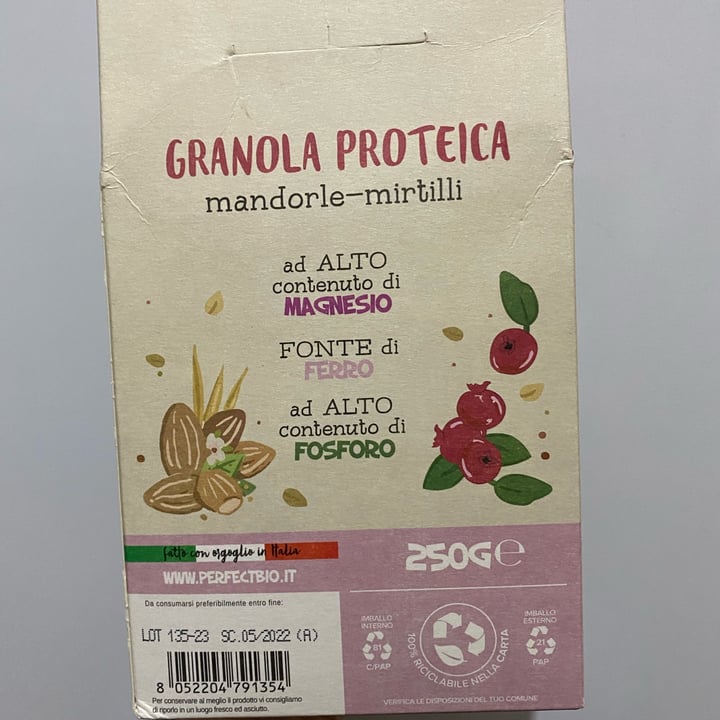 GRANOLA PROTEICA
mandorle-mirtilli
ad ALTO
contenuto di
MAGNESIO
FONTE di
FERRO
ad ALTO
contenuto di
FOSFORO
fatto con orgoglio in Italia
WWW.PERFECTBIO.IT
250G℮
Da consumarsi preferibilmente entro fine:
LOT 135-23 SC.05/2022 (A)
8 052204 791354
Per conservare al meglio il prodotto vi consigliamo
di riporlo in un luogo fresco ed asciutto.
IMBALLO
INTERNO
81
C/PAP
100% RICICLABILE NELLA CARTA
IMBALLO
ESTERNO
21
PAP
VERIFICA LE DISPOSIZIONI DEL TUO COMUNE